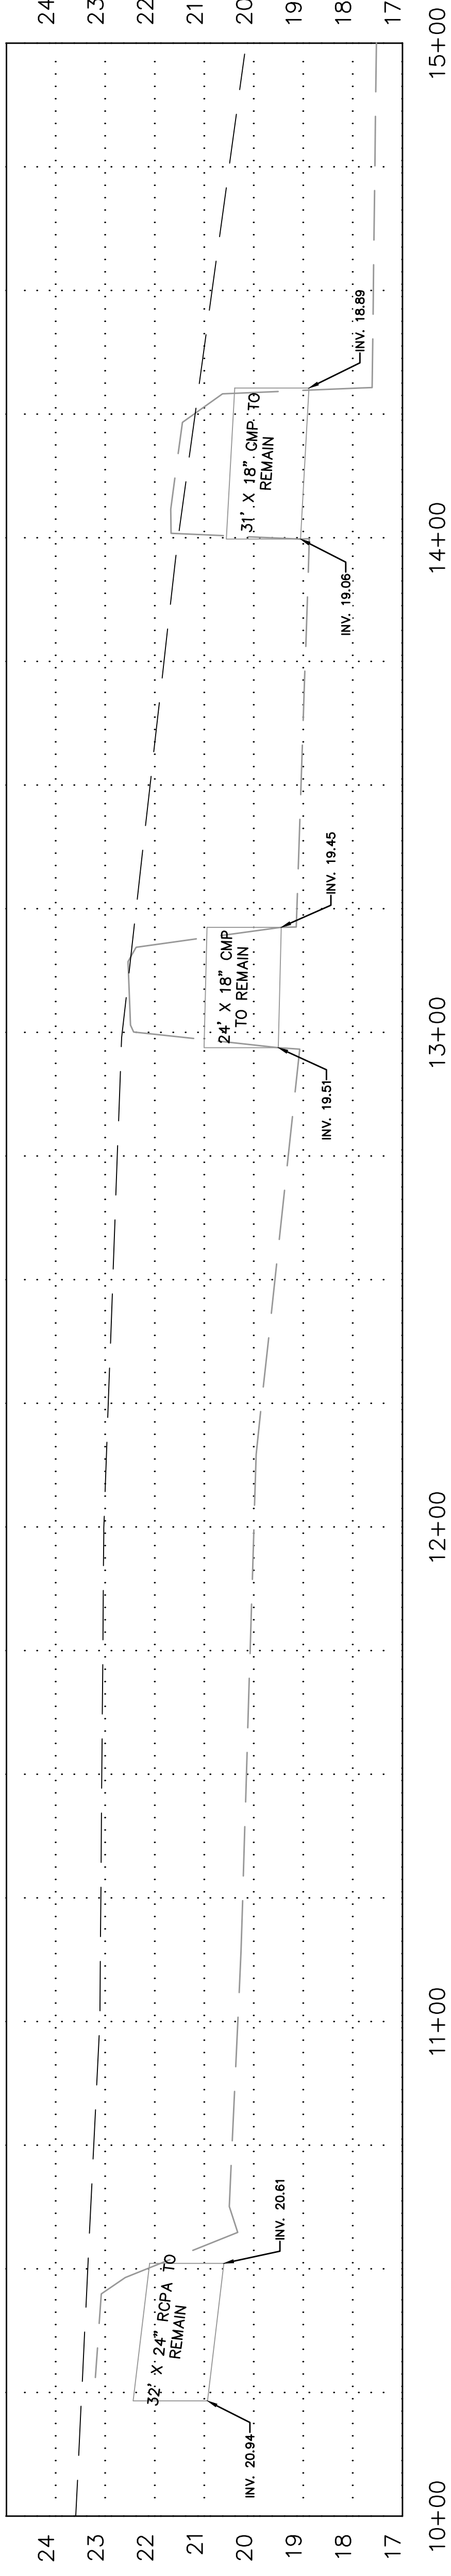 24
23
22
21
20
19
18
17
32' X 24" RCPA TO
REMAIN
INV. 20.94
INV. 20.61
24' X 18" CMP
TO REMAIN
INV. 19.51
INV. 19.45
31' X 18" CMP TO
REMAIN
INV. 19.06
INV. 18.89
24
23
22
21
20
19
18
17
10+00
11+00
12+00
13+00
14+00
15+00